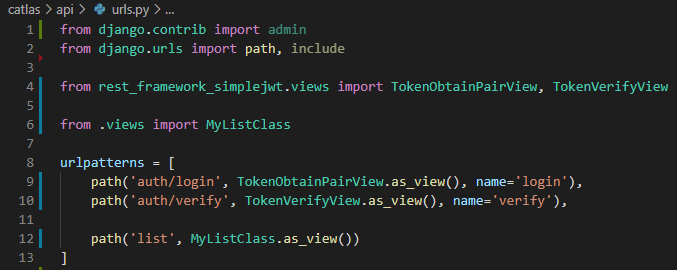 catlas > api > urls.py > ...
1 from django.contrib import admin
2 from django.urls import path, include
3
4 from rest_framework_simplejwt.views import TokenObtainPairView, TokenVerifyView
5
6 from .views import MyListClass
7
8 urlpatterns = [
9     path('auth/login', TokenObtainPairView.as_view(), name='login'),
10     path('auth/verify', TokenVerifyView.as_view(), name='verify'),
11
12     path('list', MyListClass.as_view())
13 ]